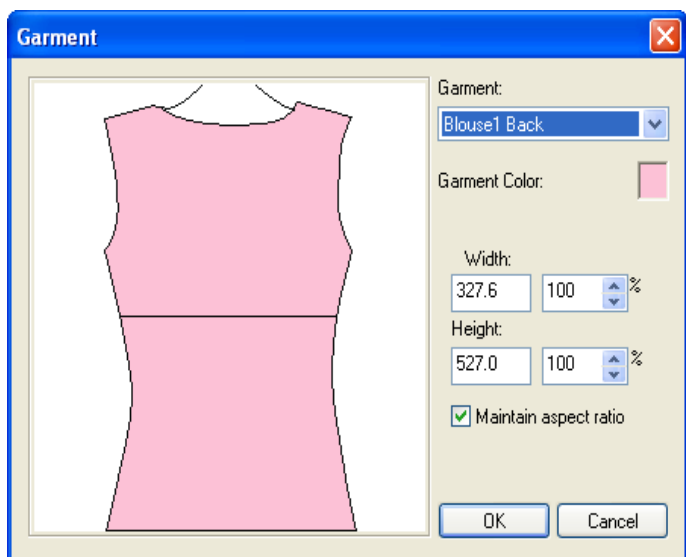 Garment
Garment:
Blouse1 Back
Garment Color:
Width:
327.6 100 %
Height:
527.0 100 %
Maintain aspect ratio
OK Cancel